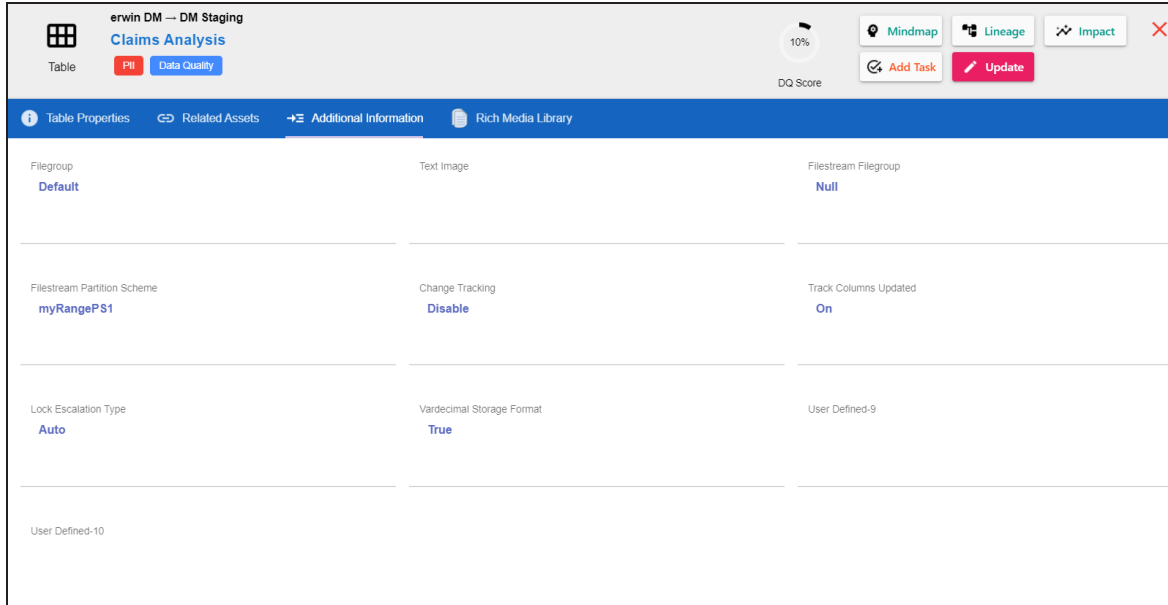 erwin DM → DM Staging
Claims Analysis
Table
PII Data Quality
10%
DQ Score
Mindmap Lineage Impact
Add Task Update
Table Properties Related Assets Additional Information Rich Media Library
Filegroup Text Image Filestream Filegroup
Default Null
Filestream Partition Scheme Change Tracking Track Columns Updated
myRangePS1 Disable On
Lock Escalation Type Vardecimal Storage Format User Defined-9
Auto True
User Defined-10